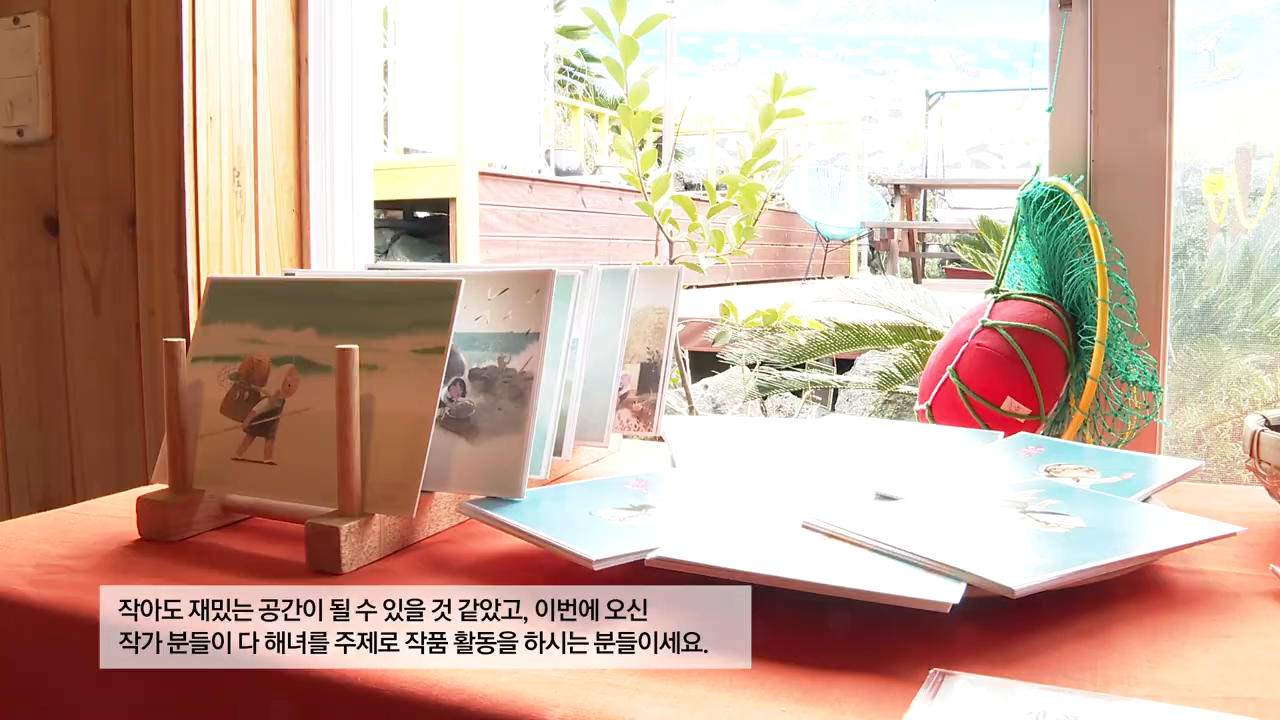 작아도 재밌는 공간이 될 수 있을 것 같았고, 이번에 오신
작가 분들이 다 해녀를 주제로 작품 활동을 하시는 분들이세요.